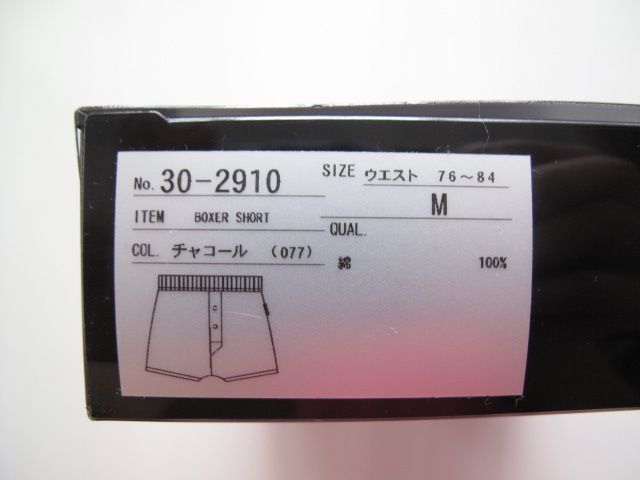 No. 30-2910
ITEM BOXER SHORT
COL. チャコール (077)
SIZE ウエスト 76～84
M
QUAL.
綿 100%